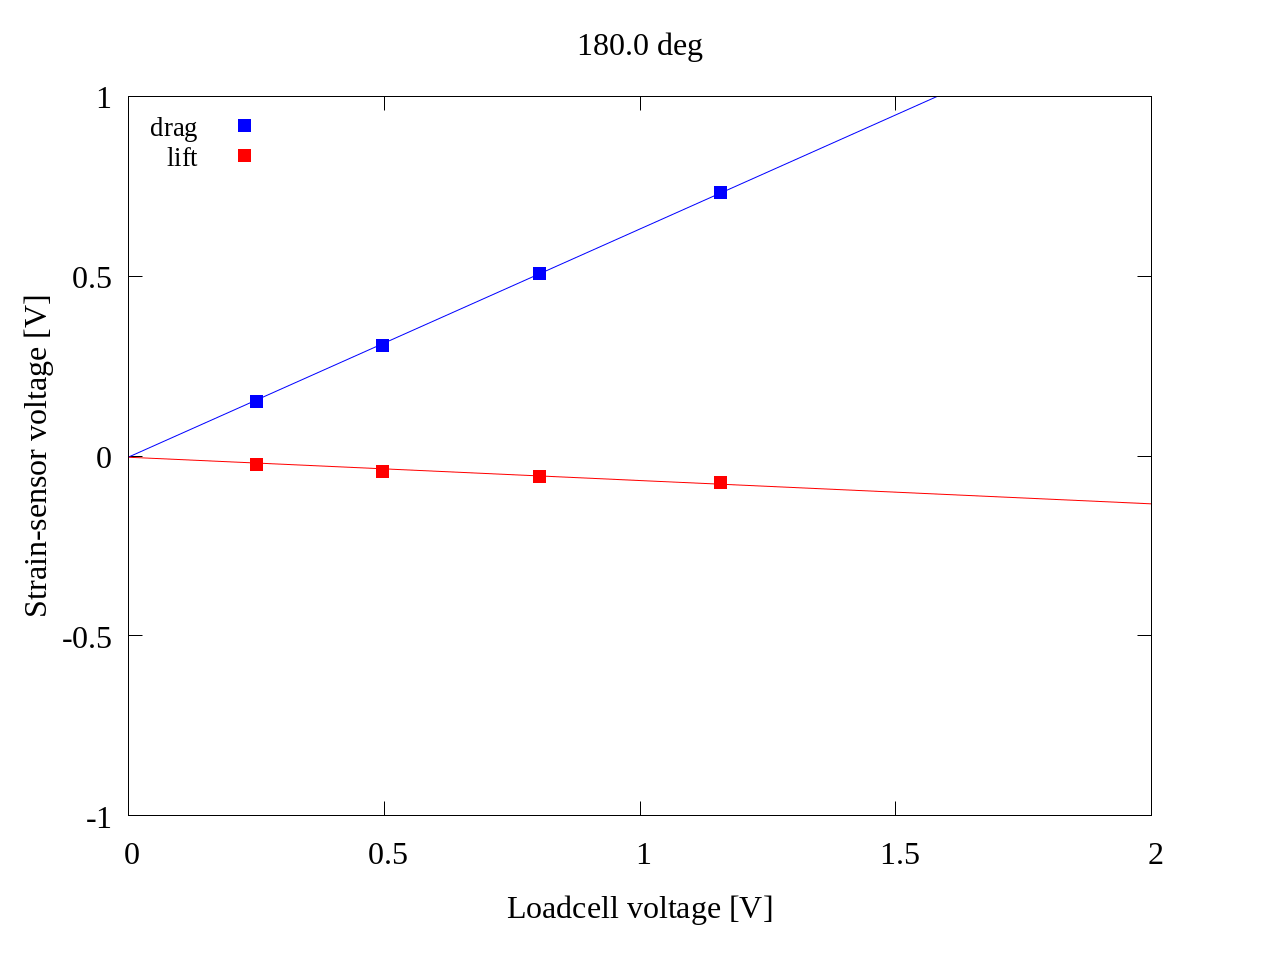 180.0 deg
drag
lift
1
0.5
0
-0.5
-1
Strain-sensor voltage [V]
0 0.5 1 1.5 2
Loadcell voltage [V]